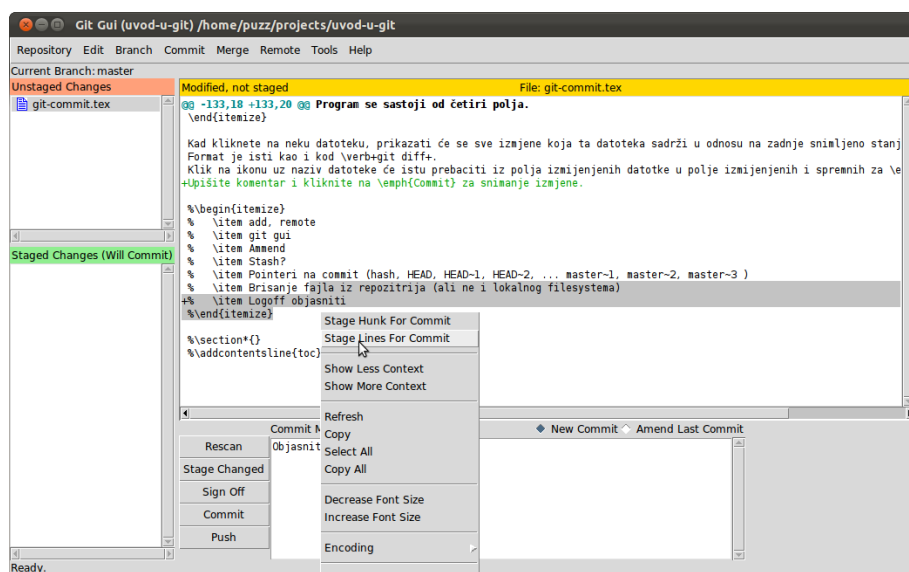 Git Gui (uvod-u-git) /home/puzz/projects/uvod-u-git
Repository Edit Branch Commit Merge Remote Tools Help
Current Branch: master
Unstaged Changes
git-commit.tex
Staged Changes (Will Commit)
Modified, not staged File: git-commit.tex
@@ -133,18 +133,20 @@ Program se sastoji od četiri polja.
\end{itemize}
Kad kliknete na neku datoteku, prikazati će se sve izmjene koja ta datoteka sadrži u odnosu na zadnje snimljeno stanj
Format je isti kao i kod \verb+git diff+.
Klik na ikonu uz naziv datoteke će istu prebaciti iz polja izmijenjenih datotke u polje izmijenjenih i spremnih za \e
+Upišite komentar i kliknite na \emph{Commit} za snimanje izmjene.
%\begin{itemize}
% \item add, remote
% \item git gui
% \item Ammend
% \item Stash?
% \item Pointeri na commit (hash, HEAD, HEAD~1, HEAD~2, ... master~1, master~2, master~3 )
% \item Brisanje fajla iz repozitrija (ali ne i lokalnog filesystema)
+% \item Logoff objasniti
%\end{itemize}
%\section*{}
%\addcontentsline{toc}
Stage Hunk For Commit
Stage Lines For Commit
Show Less Context
Show More Context
Refresh
Copy
Select All
Copy All
Decrease Font Size
Increase Font Size
Encoding
Commit M
New Commit Amend Last Commit
Objasnit
Rescan
Stage Changed
Sign Off
Commit
Push
Ready.